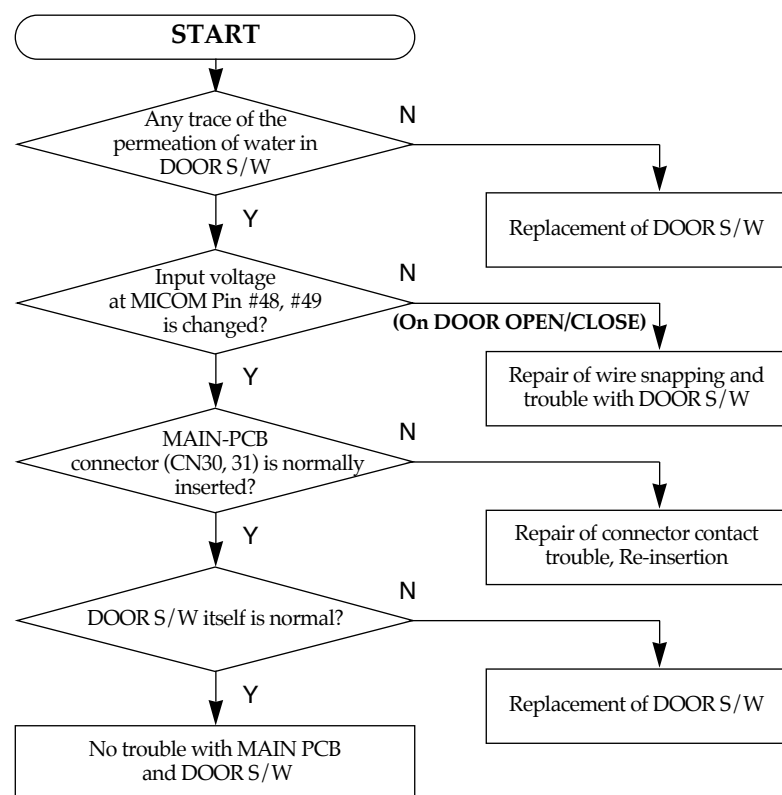 START
Any trace of the
permeation of water in
DOOR S/W
N
Replacement of DOOR S/W
Y
Input voltage
at MICOM Pin #48, #49
is changed?
N
(On DOOR OPEN/CLOSE)
Repair of wire snapping and
trouble with DOOR S/W
Y
MAIN-PCB
connector (CN30, 31) is normally
inserted?
N
Repair of connector contact
trouble, Re-insertion
Y
DOOR S/W itself is normal?
N
Replacement of DOOR S/W
Y
No trouble with MAIN PCB
and DOOR S/W